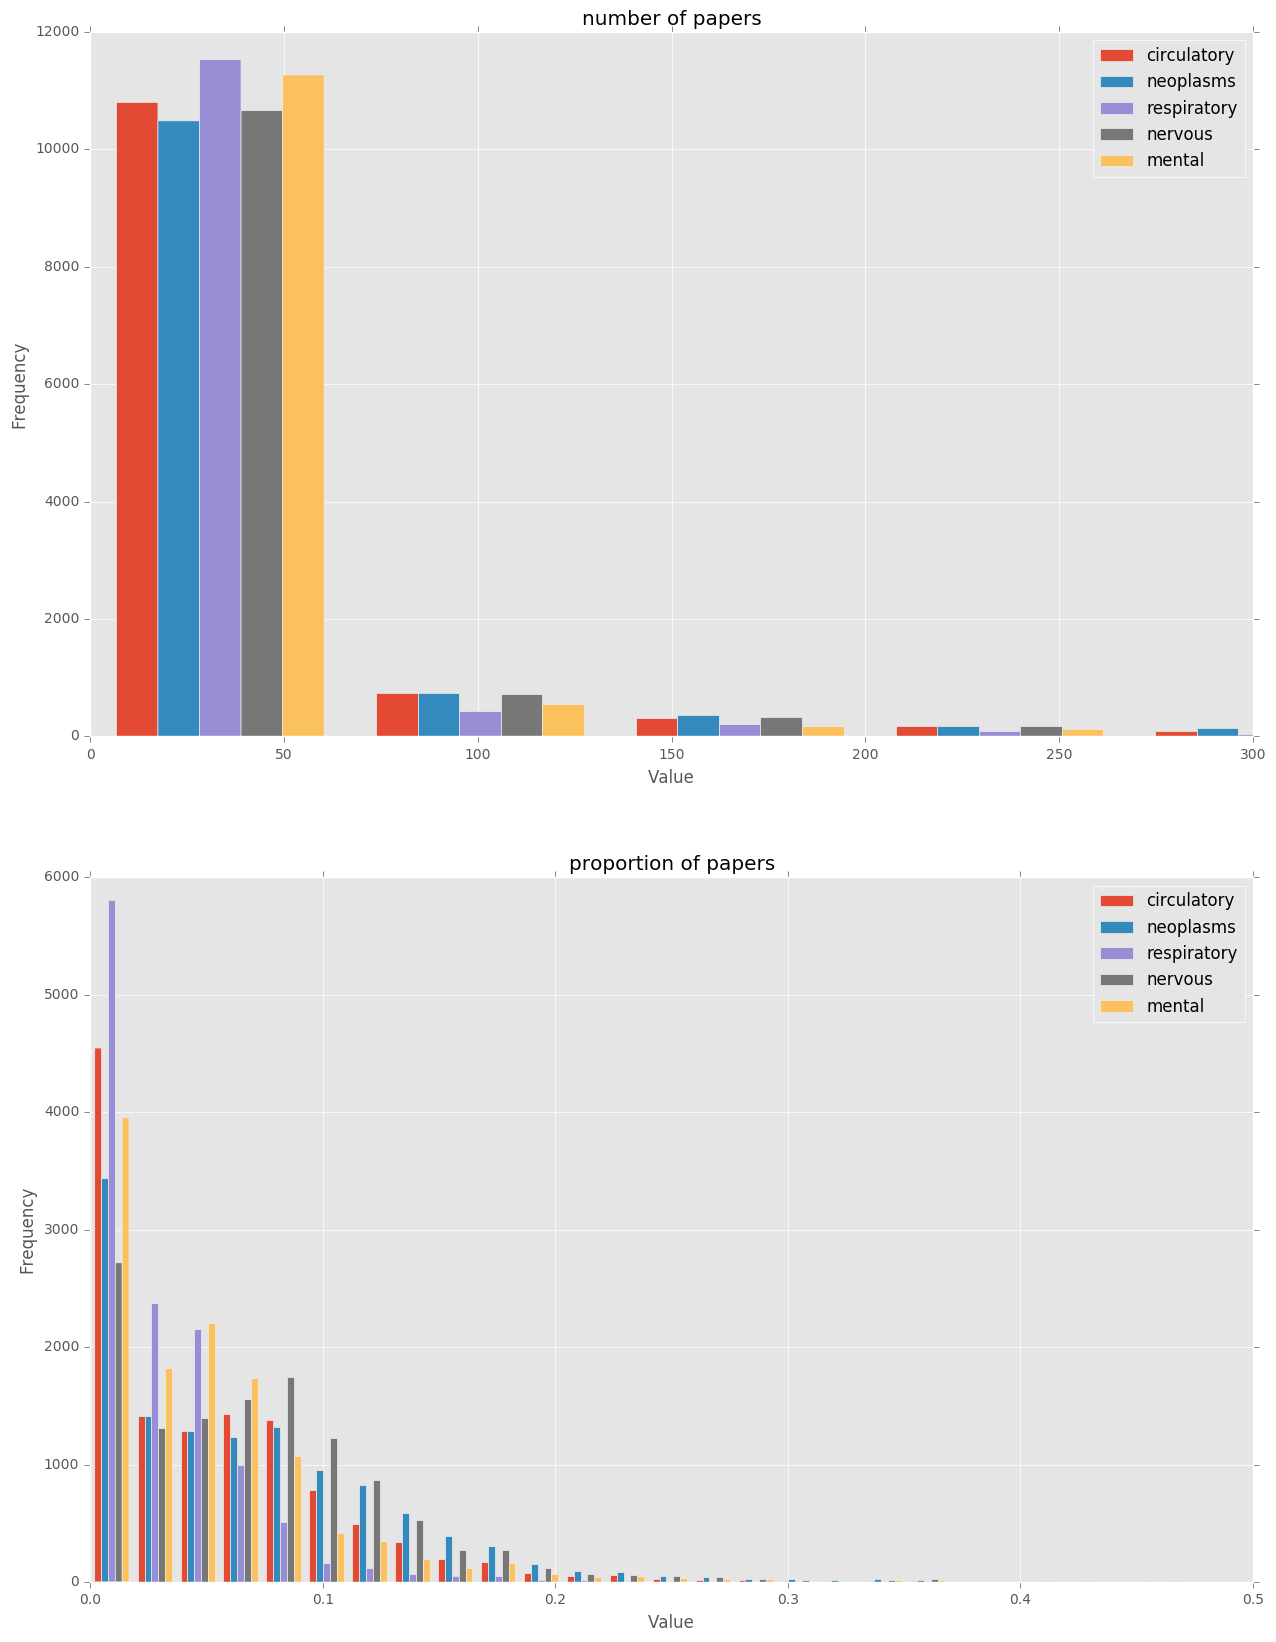 number of papers
12000
10000
8000
6000
4000
2000
0
Frequency
circulatory
neoplasms
respiratory
nervous
mental
0 50 100 150 200 250 300
Value
proportion of papers
6000
5000
4000
3000
2000
1000
0
Frequency
circulatory
neoplasms
respiratory
nervous
mental
0.0 0.1 0.2 0.3 0.4 0.5
Value